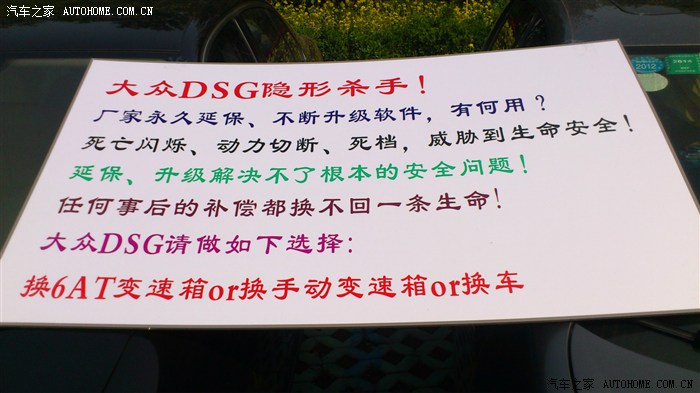 汽车之家 AUTOHOME.COM.CN
2012
大众DSG隐形杀手！
厂家永久延保、不断升级软件，有何用？
死亡闪烁、动力切断、死档，威胁到生命安全！
延保、升级解决不了根本的安全问题！
任何事后的补偿都换不回一条生命！
大众DSG请做如下选择：
换6AT变速箱or换手动变速箱or换车
汽车之家 AUTOHOME.COM.CN